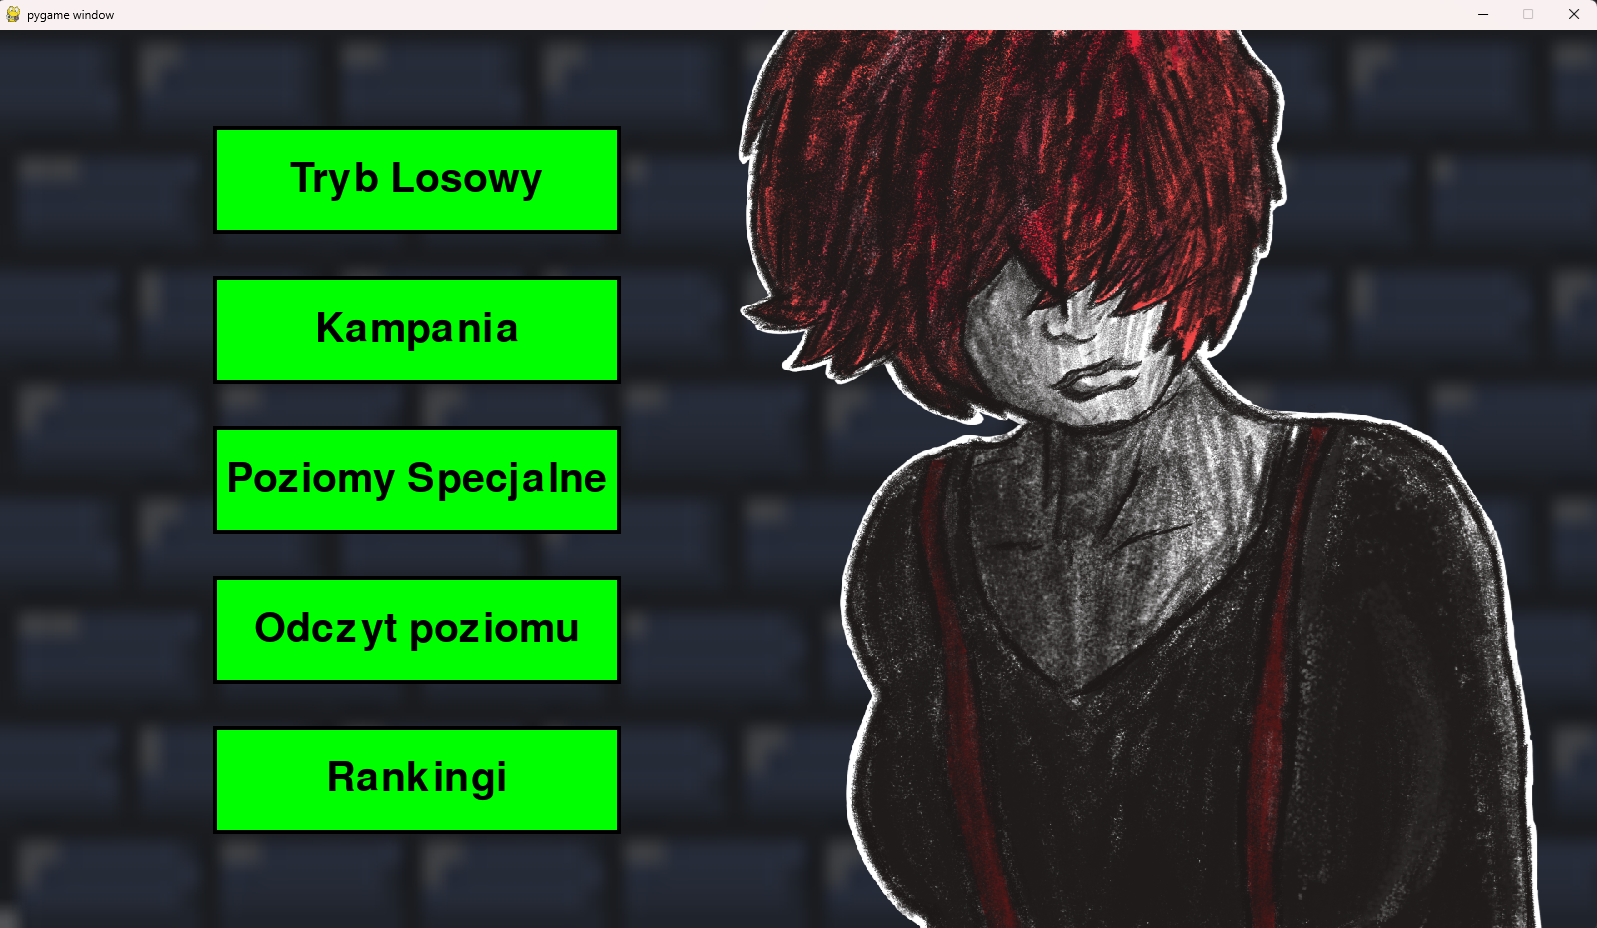 pygame window
Tryb Losowy
Kampania
Poziomy Specjalne
Odczyt poziomu
Rankingi